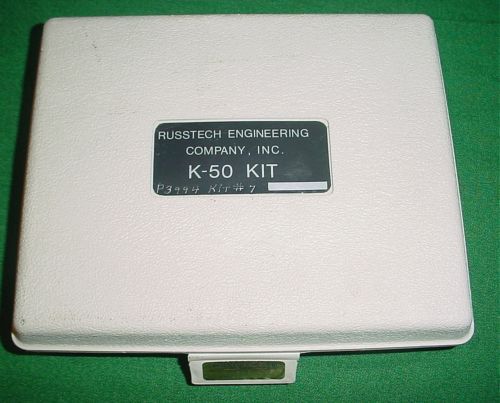 RUSSTECH ENGINEERING
COMPANY, INC.
K-50 KIT
P3994 Kit# 7